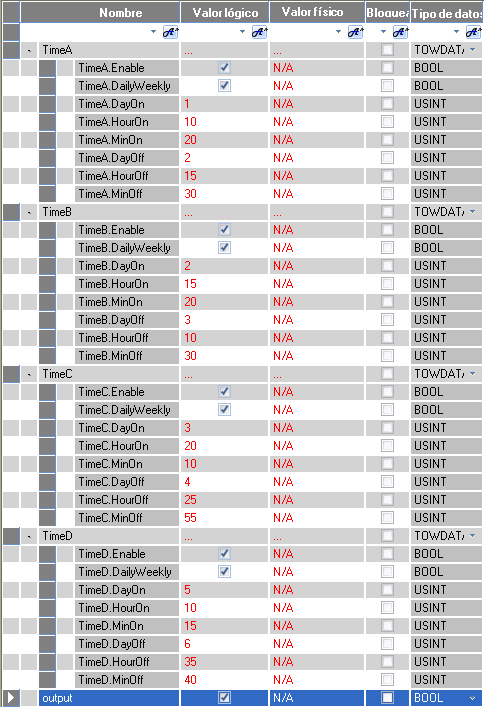 Nombre Valor lógico Valor físico Bloquea Tipo de datos
TimeA ... ... TOWDATA
TimeA.Enable N/A BOOL
TimeA.DailyWeekly N/A BOOL
TimeA.DayOn 1 N/A USINT
TimeA.HourOn 10 N/A USINT
TimeA.MinOn 20 N/A USINT
TimeA.DayOff 2 N/A USINT
TimeA.HourOff 15 N/A USINT
TimeA.MinOff 30 N/A USINT
TimeB ... ... TOWDATA
TimeB.Enable N/A BOOL
TimeB.DailyWeekly N/A BOOL
TimeB.DayOn 2 N/A USINT
TimeB.HourOn 15 N/A USINT
TimeB.MinOn 20 N/A USINT
TimeB.DayOff 3 N/A USINT
TimeB.HourOff 10 N/A USINT
TimeB.MinOff 30 N/A USINT
TimeC ... ... TOWDATA
TimeC.Enable N/A BOOL
TimeC.DailyWeekly N/A BOOL
TimeC.DayOn 3 N/A USINT
TimeC.HourOn 20 N/A USINT
TimeC.MinOn 10 N/A USINT
TimeC.DayOff 4 N/A USINT
TimeC.HourOff 25 N/A USINT
TimeC.MinOff 55 N/A USINT
TimeD ... ... TOWDATA
TimeD.Enable N/A BOOL
TimeD.DailyWeekly N/A BOOL
TimeD.DayOn 5 N/A USINT
TimeD.HourOn 10 N/A USINT
TimeD.MinOn 15 N/A USINT
TimeD.DayOff 6 N/A USINT
TimeD.HourOff 35 N/A USINT
TimeD.MinOff 40 N/A USINT
output N/A BOOL